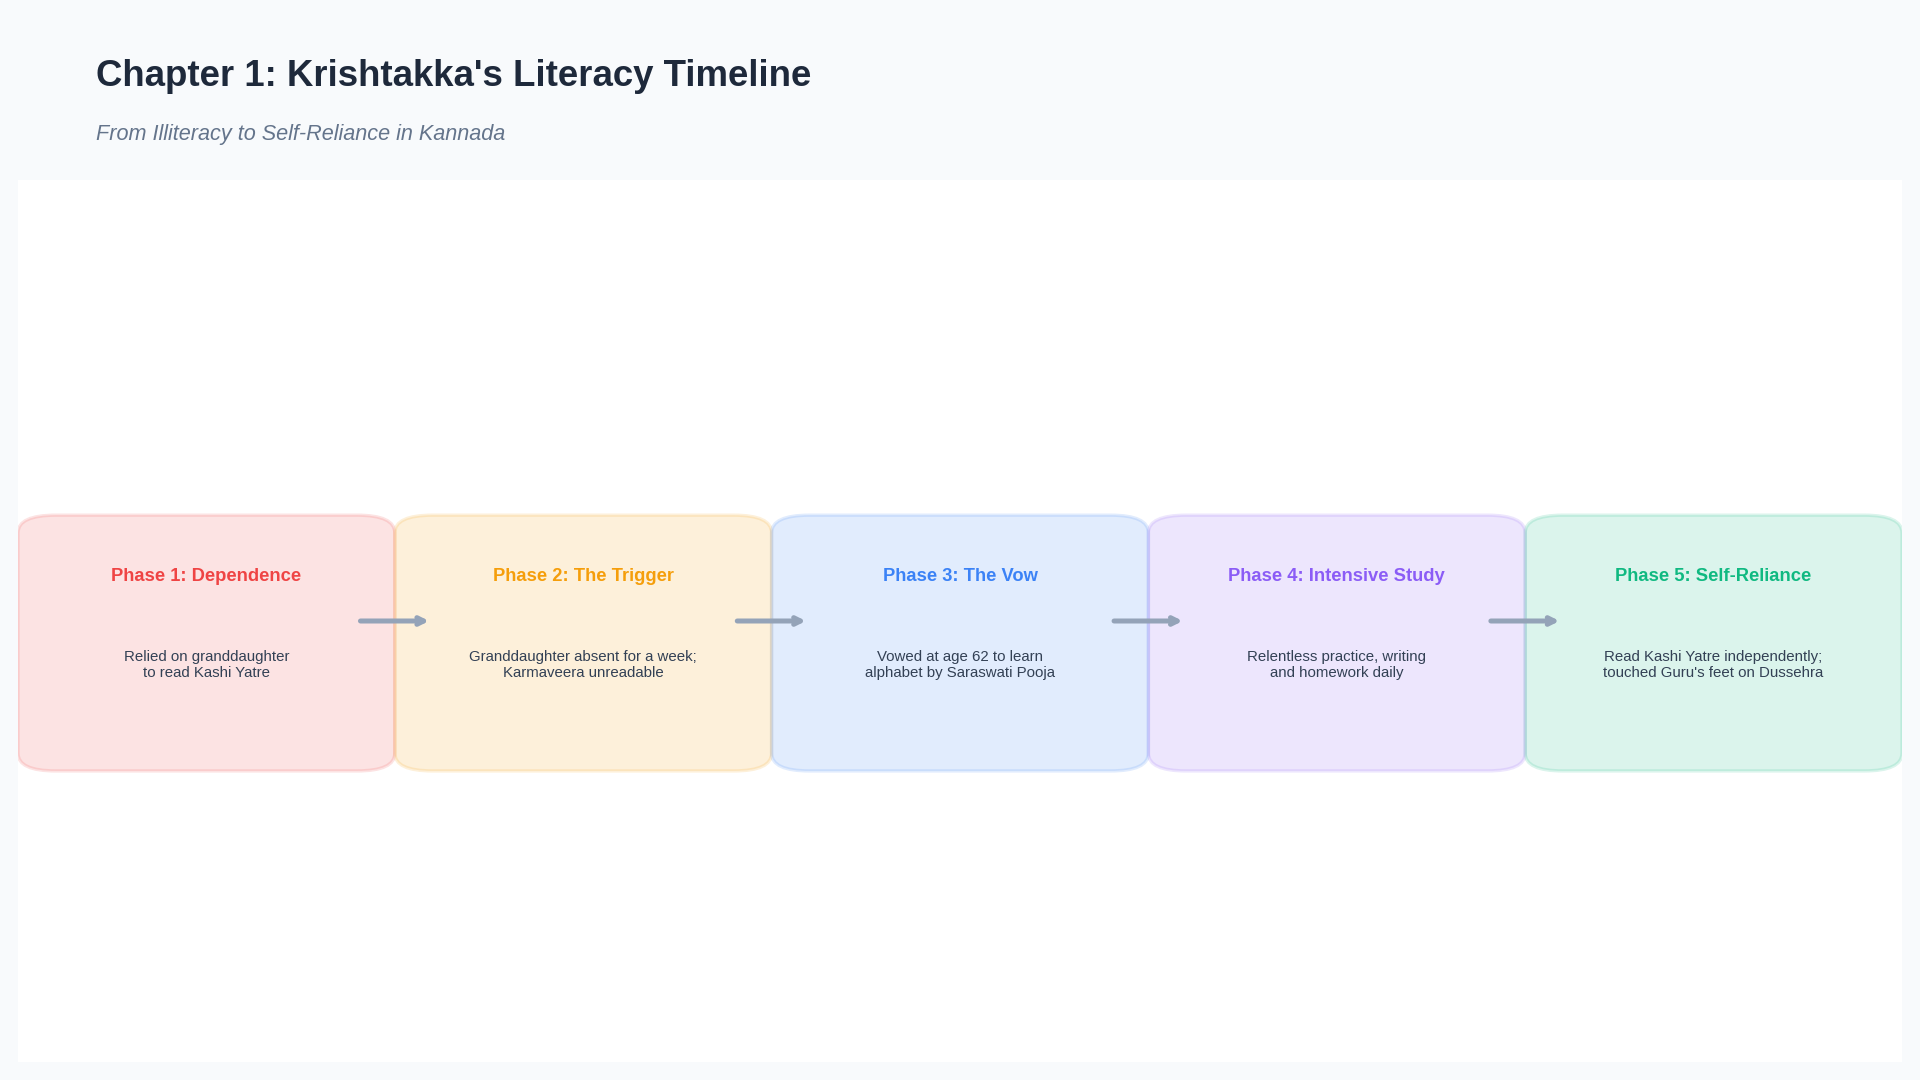 Chapter 1: Krishtakka's Literacy Timeline
From Illiteracy to Self-Reliance in Kannada
Phase 1: Dependence
Relied on granddaughter
to read Kashi Yatre
Phase 2: The Trigger
Granddaughter absent for a week;
Karmaveera unreadable
Phase 3: The Vow
Vowed at age 62 to learn
alphabet by Saraswati Pooja
Phase 4: Intensive Study
Relentless practice, writing
and homework daily
Phase 5: Self-Reliance
Read Kashi Yatre independently;
touched Guru's feet on Dussehra